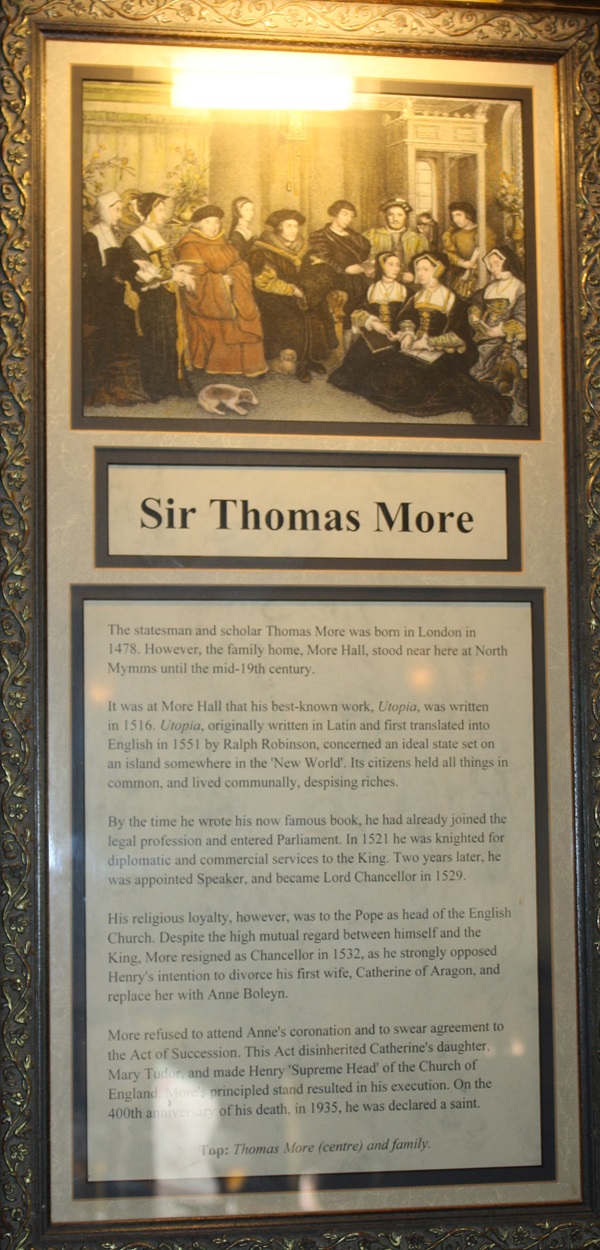 Sir Thomas More
The statesman and scholar Thomas More was born in London in
1478. However, the family home, More Hall, stood near here at North
Mymms until the mid-19th century.
It was at More Hall that his best-known work, Utopia, was written
in 1516. Utopia, originally written in Latin and first translated into
English in 1551 by Ralph Robinson, concerned an ideal state set on
an island somewhere in the 'New World'. Its citizens held all things in
common, and lived communally, despising riches.
By the time he wrote his now famous book, he had already joined the
legal profession and entered Parliament. In 1521 he was knighted for
diplomatic and commercial services to the King. Two years later, he
was appointed Speaker, and became Lord Chancellor in 1529.
His religious loyalty, however, was to the Pope as head of the English
Church. Despite the high mutual regard between himself and the
King, More resigned as Chancellor in 1532, as he strongly opposed
Henry's intention to divorce his first wife, Catherine of Aragon, and
replace her with Anne Boleyn.
More refused to attend Anne's coronation and to swear agreement to
the Act of Succession. This Act disinherited Catherine's daughter,
Mary Tudor, and made Henry 'Supreme Head' of the Church of
England. More's principled stand resulted in his execution. On the
400th anniversary of his death, in 1935, he was declared a saint.
Top: Thomas More (centre) and family.